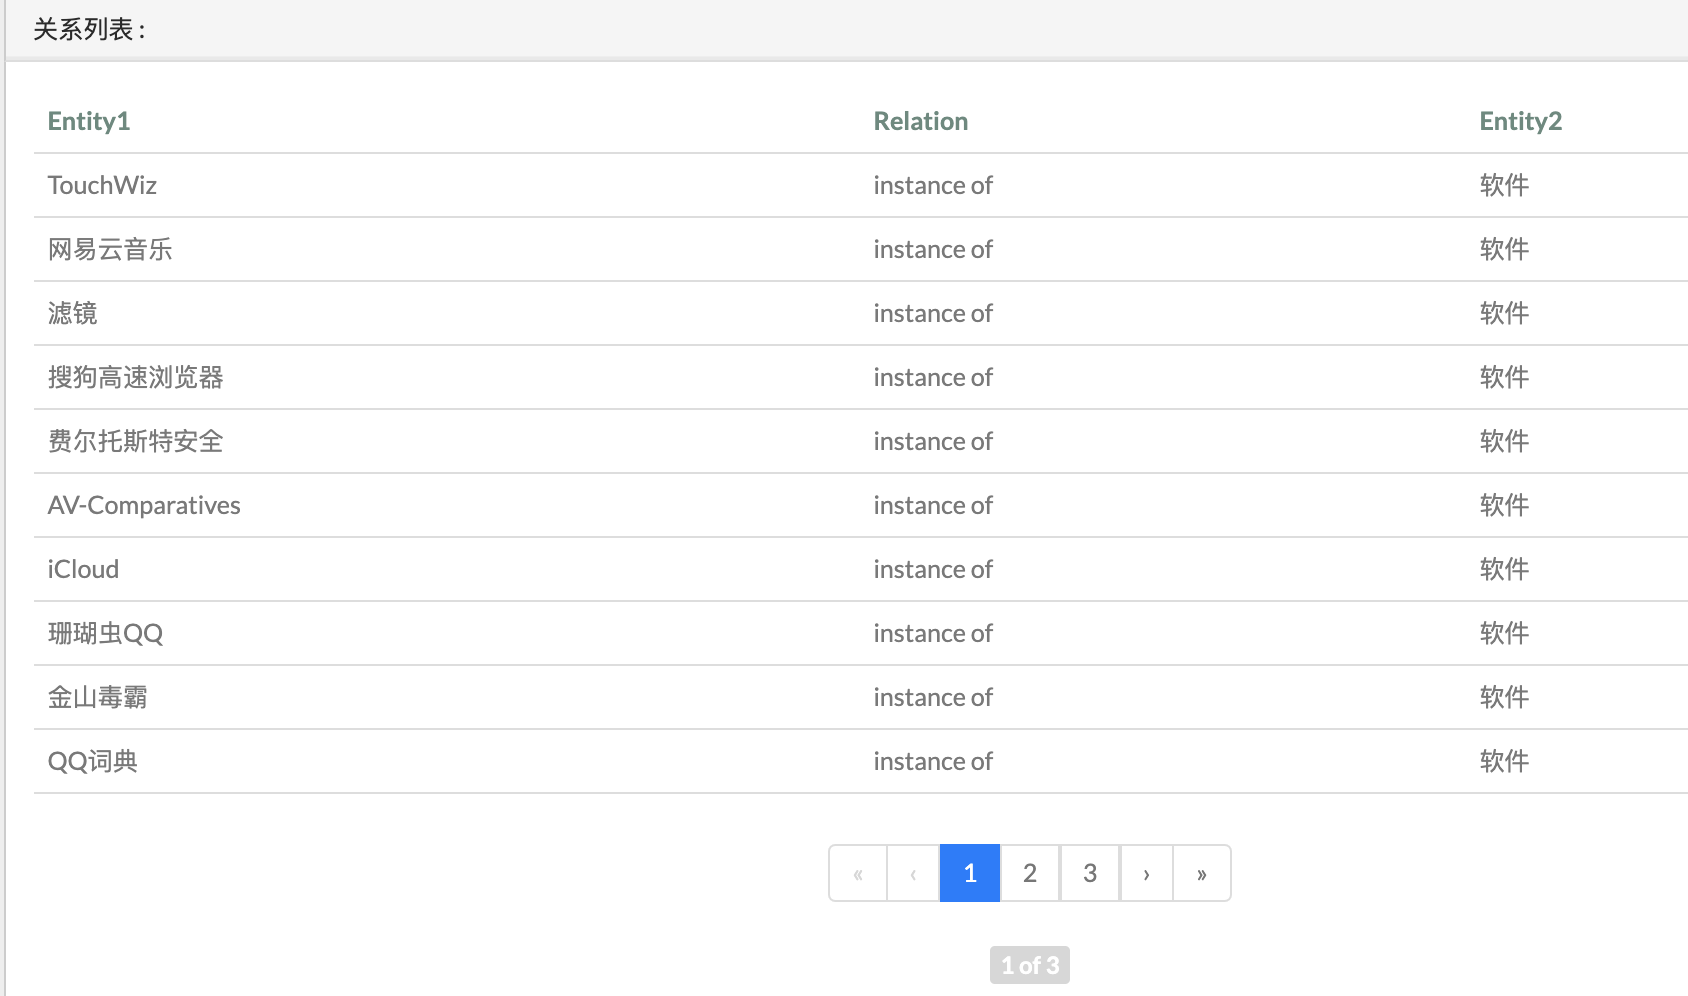 关系列表 :
Entity1 Relation Entity2
TouchWiz instance of 软件
网易云音乐 instance of 软件
滤镜 instance of 软件
搜狗高速浏览器 instance of 软件
费尔托斯特安全 instance of 软件
AV-Comparatives instance of 软件
iCloud instance of 软件
珊瑚虫QQ instance of 软件
金山毒霸 instance of 软件
QQ词典 instance of 软件
« ‹ 1 2 3 › »
1 of 3